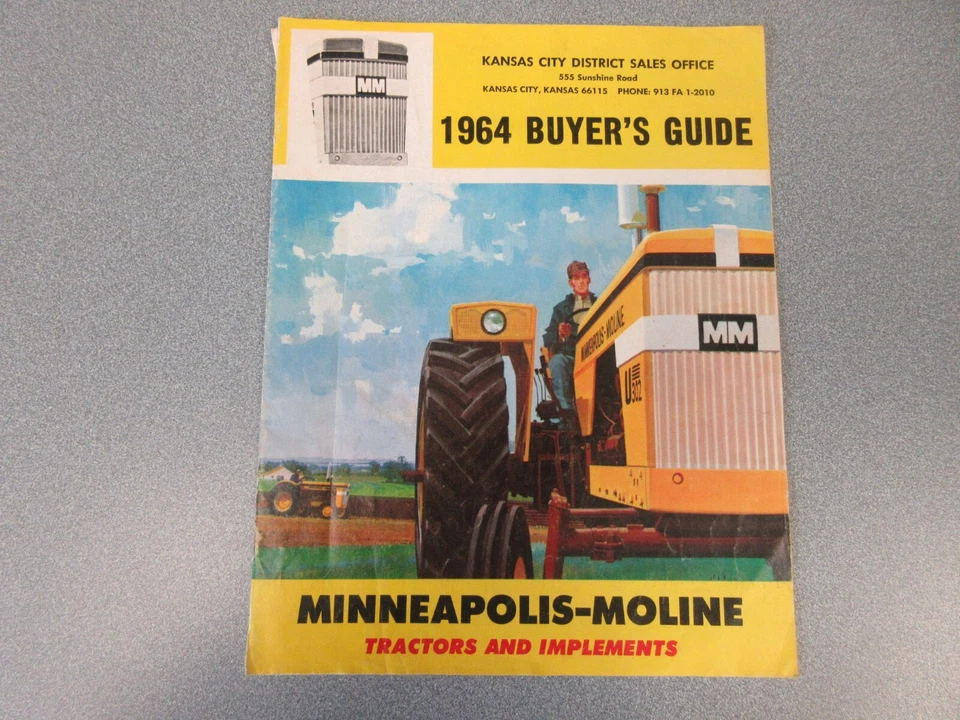 MM
KANSAS CITY DISTRICT SALES OFFICE
555 Sunshine Road
KANSAS CITY, KANSAS 66115 PHONE: 913 FA 1-2010
1964 BUYER'S GUIDE
MINNEAPOLIS-MOLINE
MM
U302
MINNEAPOLIS-MOLINE
TRACTORS AND IMPLEMENTS